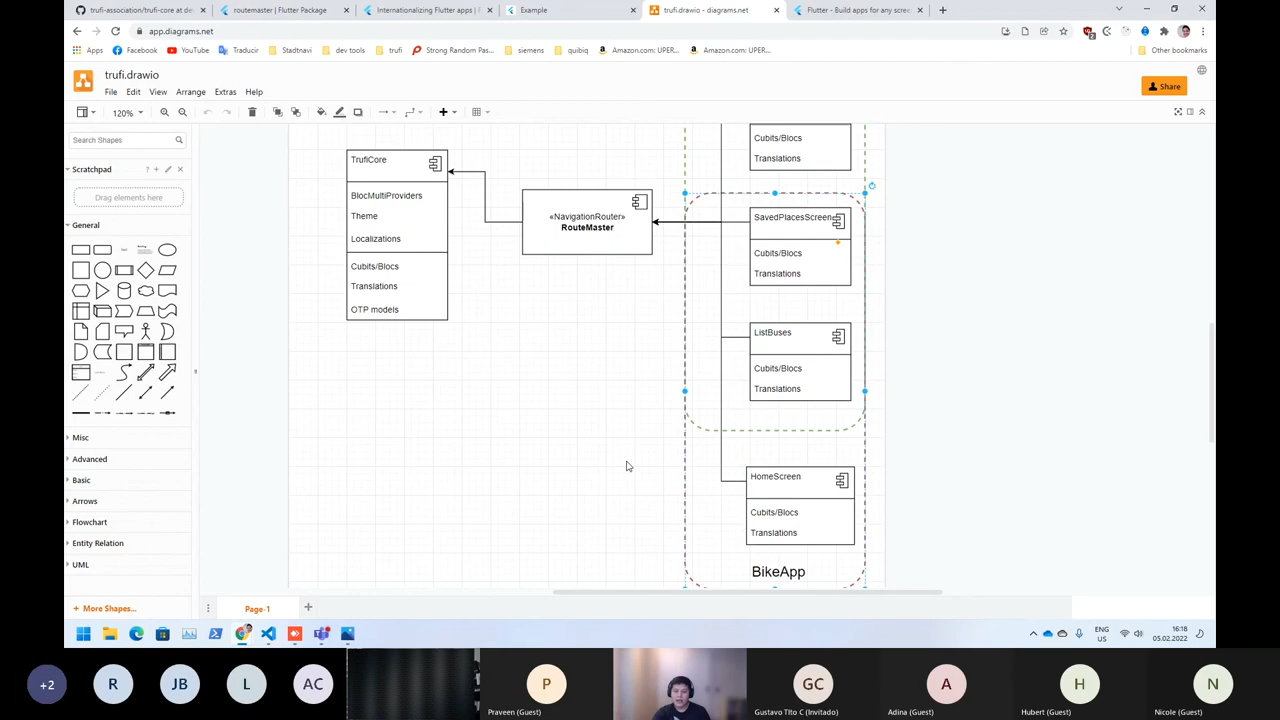 trufi-association/trufi-core at de
routemaster | Flutter Package
Internationalizing Flutter apps |
Example
trufi.drawio - diagrams.net
Flutter - Build apps for any scree
app.diagrams.net
Apps
Facebook
YouTube
Traducir
Stadtnavi
dev tools
trufi
Strong Random Pas...
siemens
quibiq
Amazon.com: UPER...
Amazon.com: UPER...
Other bookmarks
trufi.drawio
File
Edit
View
Arrange
Extras
Help
Share
120%
Search Shapes
Scratchpad
Drag elements here
General
Misc
Advanced
Basic
Arrows
Flowchart
Entity Relation
UML
+ More Shapes...
TrufiCore
BlocMultiProviders
Theme
Localizations
Cubits/Blocs
Translations
OTP models
«NavigationRouter»
RouteMaster
Cubits/Blocs
Translations
SavedPlacesScreen
Cubits/Blocs
Translations
ListBuses
Cubits/Blocs
Translations
HomeScreen
Cubits/Blocs
Translations
BikeApp
Page-1
ENG
US
16:18
05.02.2022
+2
R
JB
L
AC
P
Praveen (Guest)
GC
Gustavo TIto C (Invitado)
A
Adina (Guest)
H
Hubert (Guest)
N
Nicole (Guest)